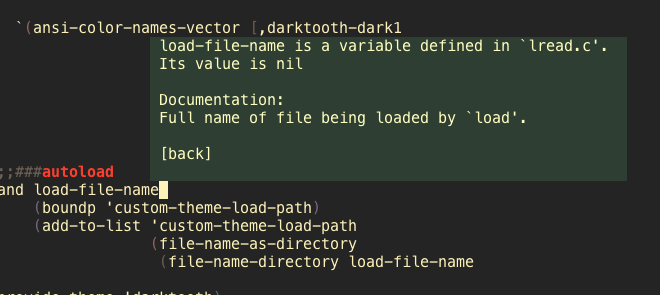 `(ansi-color-names-vector [,darktooth-dark1
load-file-name is a variable defined in `lread.c'.
Its value is nil
Documentation:
Full name of file being loaded by `load'.
[back]
;;###autoload
and load-file-name
(boundp 'custom-theme-load-path)
(add-to-list 'custom-theme-load-path
(file-name-as-directory
(file-name-directory load-file-name